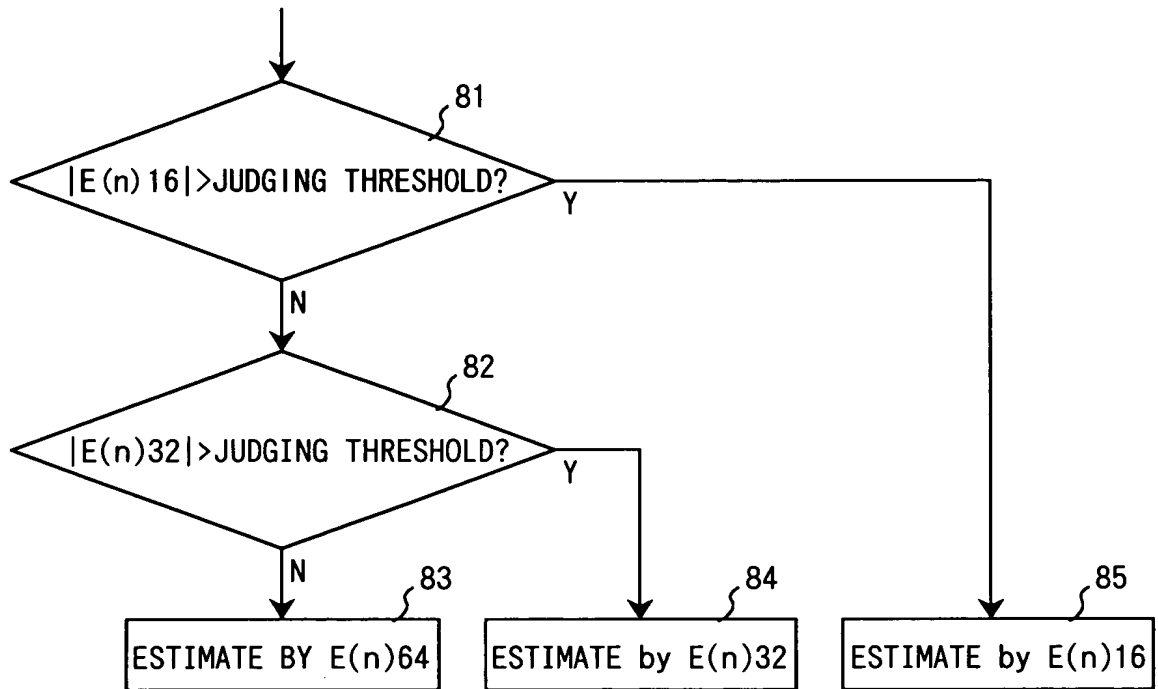 81
|E(n)16|>JUDGING THRESHOLD?
Y
N
82
|E(n)32|>JUDGING THRESHOLD?
Y
N
83
84
85
ESTIMATE BY E(n)64
ESTIMATE by E(n)32
ESTIMATE by E(n)16